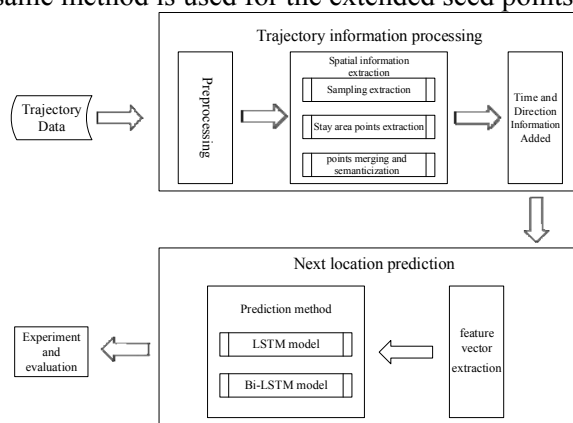 same method is used for the extended seed points
Trajectory information processing
Trajectory
Data
Preprocessing
Spatial information
extraction
Sampling extraction
Stay area points extraction
points merging and
semanticization
Time and
Direction
Information
Added
Next location prediction
feature
vector
extraction
Prediction method
LSTM model
Bi-LSTM model
Experiment
and
evaluation